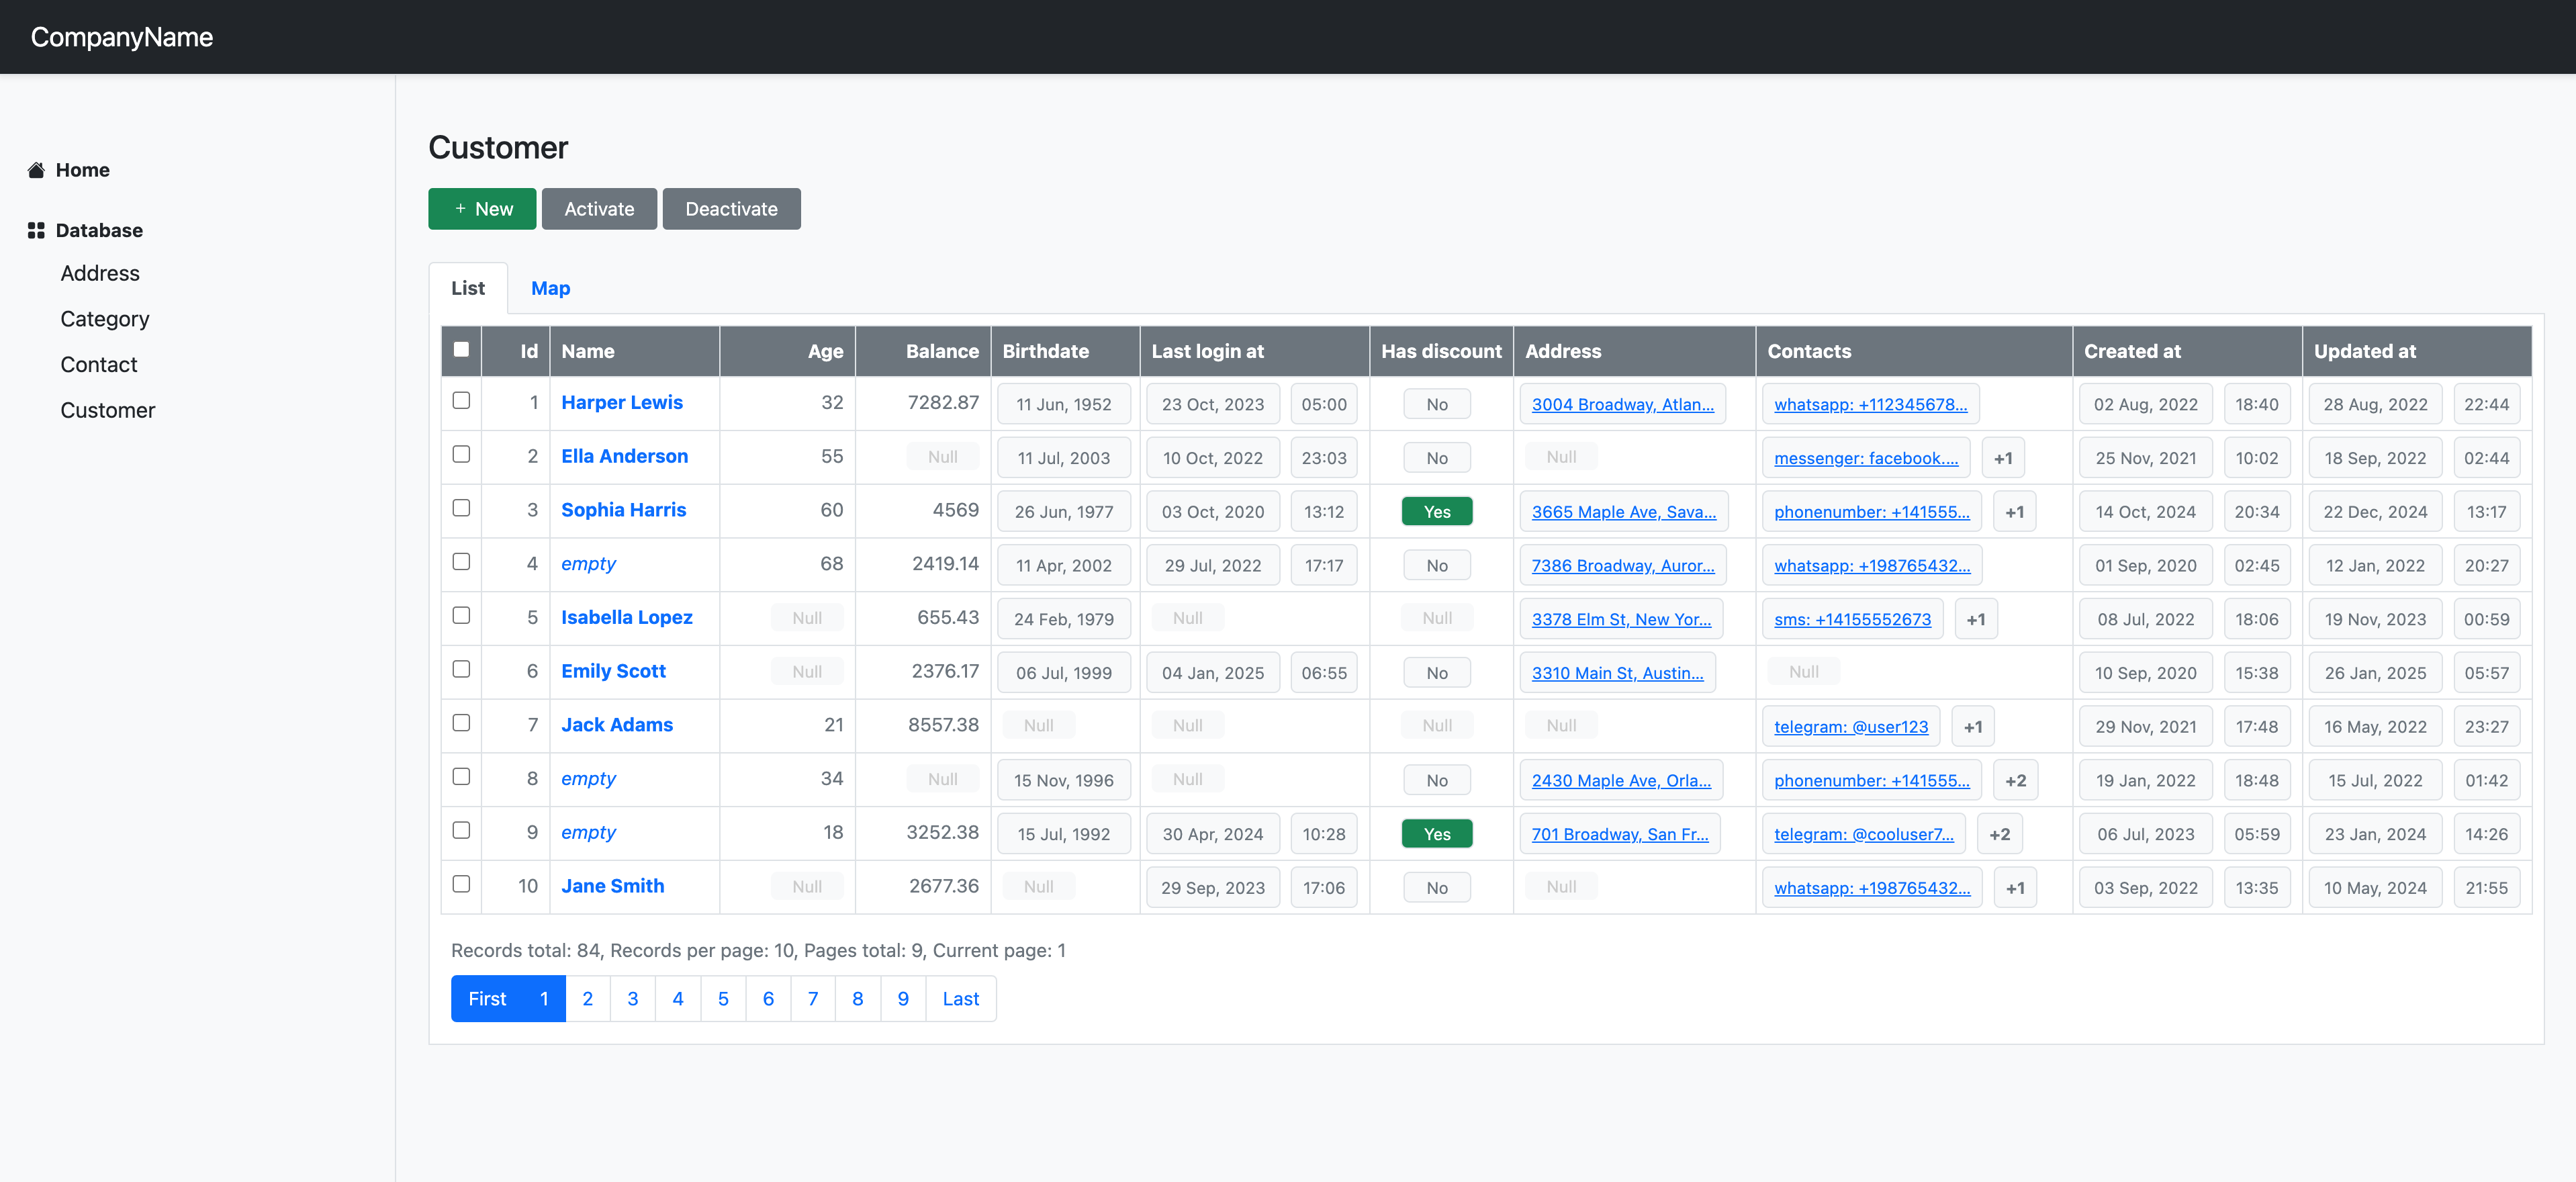 CompanyName
Home
Database
Address
Category
Contact
Customer
Customer
+ New Activate Deactivate
List Map
Id Name Age Balance Birthdate Last login at Has discount Address Contacts Created at Updated at
1 Harper Lewis 32 7282.87 11 Jun, 1952 23 Oct, 2023 05:00 No 3004 Broadway, Atlan... whatsapp: +112345678... 02 Aug, 2022 18:40 28 Aug, 2022 22:44
2 Ella Anderson 55 Null 11 Jul, 2003 10 Oct, 2022 23:03 No Null messenger: facebook.... +1 25 Nov, 2021 10:02 18 Sep, 2022 02:44
3 Sophia Harris 60 4569 26 Jun, 1977 03 Oct, 2020 13:12 Yes 3665 Maple Ave, Sava... phonenumber: +141555... +1 14 Oct, 2024 20:34 22 Dec, 2024 13:17
4 empty 68 2419.14 11 Apr, 2002 29 Jul, 2022 17:17 No 7386 Broadway, Auror... whatsapp: +198765432... 01 Sep, 2020 02:45 12 Jan, 2022 20:27
5 Isabella Lopez Null 655.43 24 Feb, 1979 Null Null 3378 Elm St, New Yor... sms: +14155552673 +1 08 Jul, 2022 18:06 19 Nov, 2023 00:59
6 Emily Scott Null 2376.17 06 Jul, 1999 04 Jan, 2025 06:55 No 3310 Main St, Austin... Null 10 Sep, 2020 15:38 26 Jan, 2025 05:57
7 Jack Adams 21 8557.38 Null Null Null Null telegram: @user123 +1 29 Nov, 2021 17:48 16 May, 2022 23:27
8 empty 34 Null 15 Nov, 1996 Null No 2430 Maple Ave, Orla... phonenumber: +141555... +2 19 Jan, 2022 18:48 15 Jul, 2022 01:42
9 empty 18 3252.38 15 Jul, 1992 30 Apr, 2024 10:28 Yes 701 Broadway, San Fr... telegram: @cooluser7... +2 06 Jul, 2023 05:59 23 Jan, 2024 14:26
10 Jane Smith Null 2677.36 Null 29 Sep, 2023 17:06 No Null whatsapp: +198765432... +1 03 Sep, 2022 13:35 10 May, 2024 21:55
Records total: 84, Records per page: 10, Pages total: 9, Current page: 1
First 1 2 3 4 5 6 7 8 9 Last